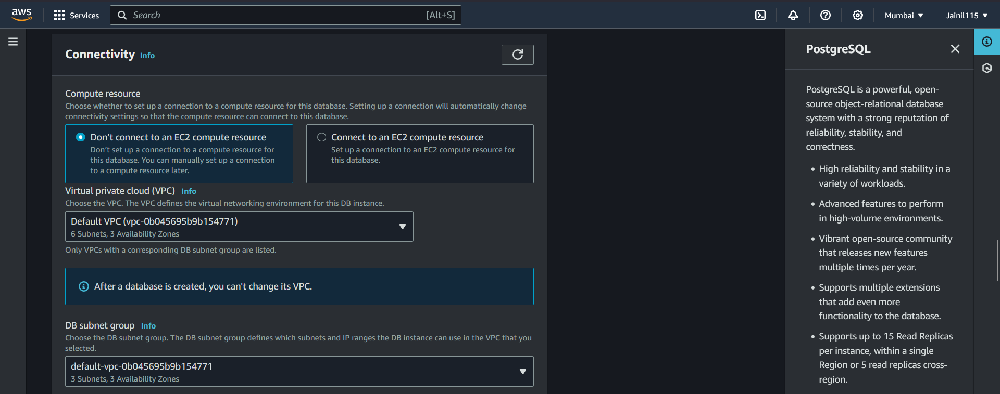 aws
Services
Search
[Alt+S]
Mumbai
Jainil115
Connectivity Info
Compute resource
Choose whether to set up a connection to a compute resource for this database. Setting up a connection will automatically change
connectivity settings so that the compute resource can connect to this database.
Don’t connect to an EC2 compute resource
Don’t set up a connection to a compute resource for
this database. You can manually set up a connection
to a compute resource later.
Connect to an EC2 compute resource
Set up a connection to an EC2 compute resource for
this database.
Virtual private cloud (VPC) Info
Choose the VPC. The VPC defines the virtual networking environment for this DB instance.
Default VPC (vpc-0b045695b9b154771)
6 Subnets, 3 Availability Zones
Only VPCs with a corresponding DB subnet group are listed.
After a database is created, you can't change its VPC.
DB subnet group Info
Choose the DB subnet group. The DB subnet group defines which subnets and IP ranges the DB instance can use in the VPC that you
selected.
default-vpc-0b045695b9b154771
3 Subnets, 3 Availability Zones
PostgreSQL
PostgreSQL is a powerful, open-
source object-relational database
system with a strong reputation of
reliability, stability, and
correctness.
• High reliability and stability in a
variety of workloads.
• Advanced features to perform
in high-volume environments.
• Vibrant open-source community
that releases new features
multiple times per year.
• Supports multiple extensions
that add even more
functionality to the database.
• Supports up to 15 Read Replicas
per instance, within a single
Region or 5 read replicas cross-
region.